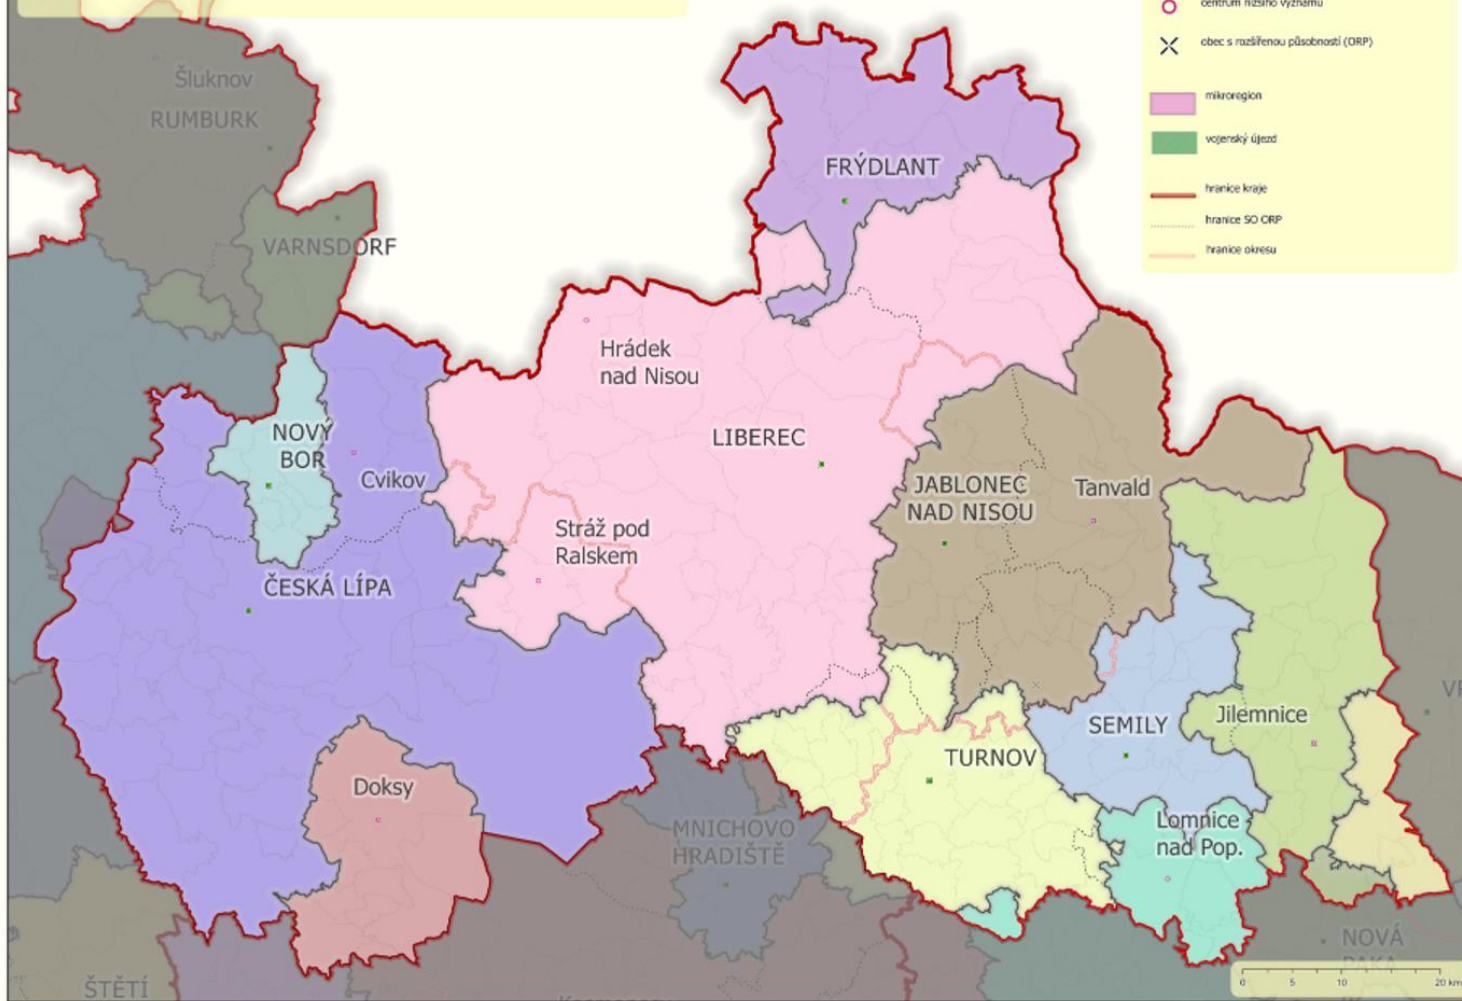 centrum nižšího významu
obec s rozšířenou působností (ORP)
mikroregion
vojenský újezd
hranice kraje
hranice SO ORP
hranice okresu
Šluknov
RUMBURK
VARNSDORF
FRÝDLANT
Hrádek
nad Nisou
LIBEREC
NOVÝ
BOR
Cvikov
Stráž pod
Ralskem
JABLONEC
NAD NISOU
Tanvald
ČESKÁ LÍPA
SEMILY
Jilemnice
TURNOV
Doksy
MNICHOVO
HRADIŠTĚ
Lomnice
nad Pop.
NOVÁ
PAKA
ŠTĚTÍ
0 5 10 20 km